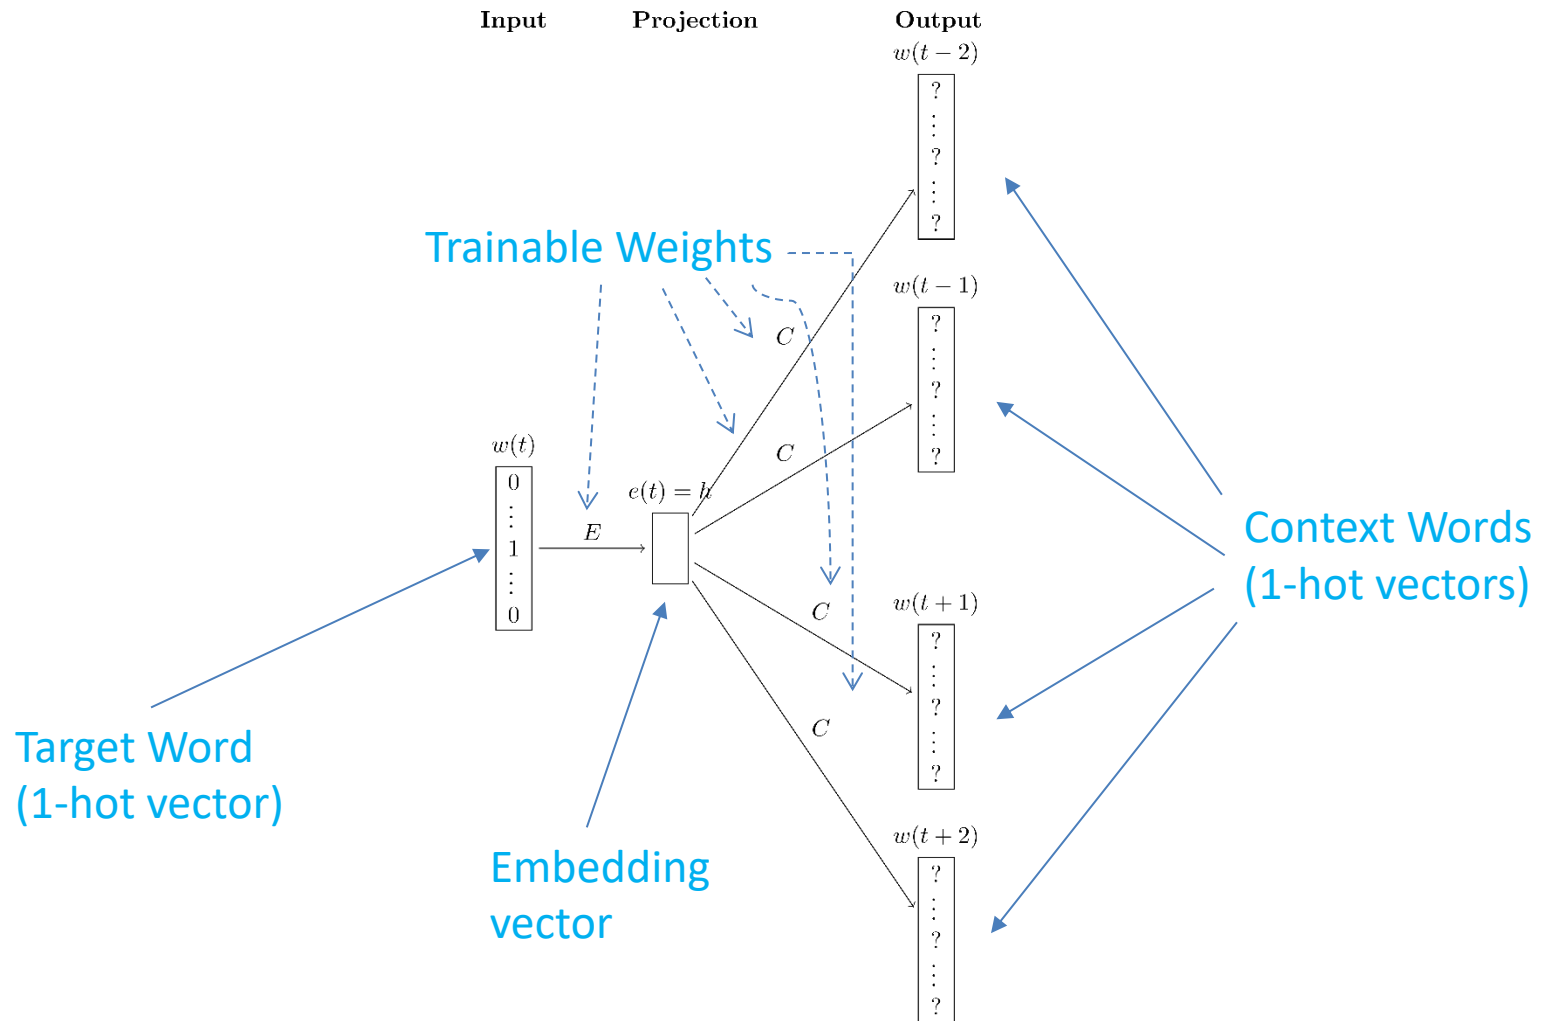 Input Projection Output
w(t − 2)
?
⋮
?
⋮
?
Trainable Weights
w(t − 1)
?
⋮
?
⋮
?
C
C
w(t)
0
⋮
1
⋮
0
E
e(t) = h
Context Words
(1-hot vectors)
w(t + 1)
?
⋮
?
⋮
?
C
C
Target Word
(1-hot vector)
Embedding
vector
w(t + 2)
?
⋮
?
⋮
?